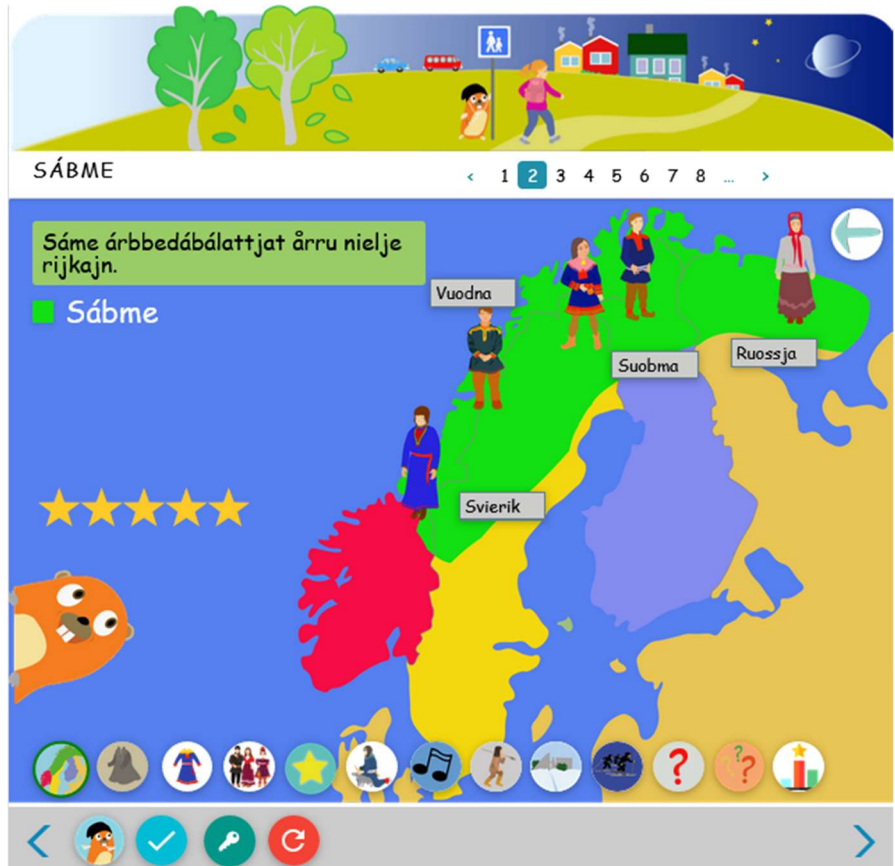 SÁBME
‹ 1 2 3 4 5 6 7 8 ... ›
Sáme árbbedábálattjat årru nielje
rijkajn.
Sábme
Vuodna
Suobma
Ruossja
Svierik
? 
? ? ?